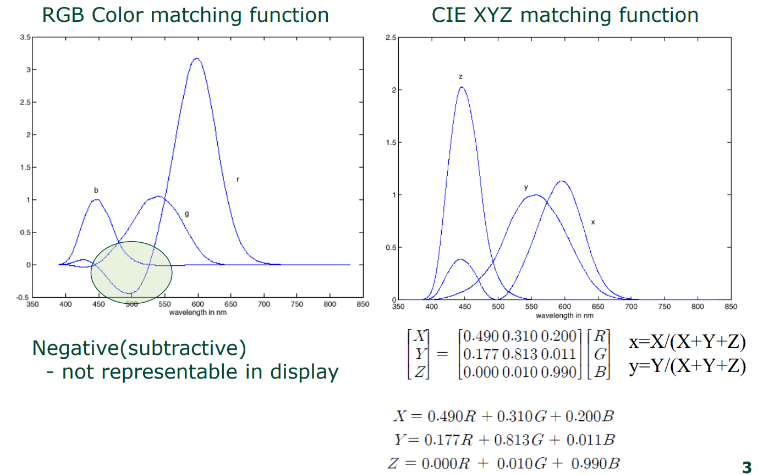 RGB Color matching function
3.5
3
2.5
2
1.5
1
0.5
0
-0.5
b
g
r
350 400 450 500 550 600 650 700 750 800 850
wavelength in nm
Negative(subtractive)
- not representable in display
CIE XYZ matching function
2.5
2
1.5
1
0.5
0
z
y
x
350 400 450 500 550 600 650 700 750 800 850
wavelength in nm
[X] [0.490 0.310 0.200] [R]
[Y] = [0.177 0.813 0.011] [G]
[Z] [0.000 0.010 0.990] [B]
x=X/(X+Y+Z)
y=Y/(X+Y+Z)
X = 0.490R + 0.310G + 0.200B
Y = 0.177R + 0.813G + 0.011B
Z = 0.000R + 0.010G + 0.990B
3